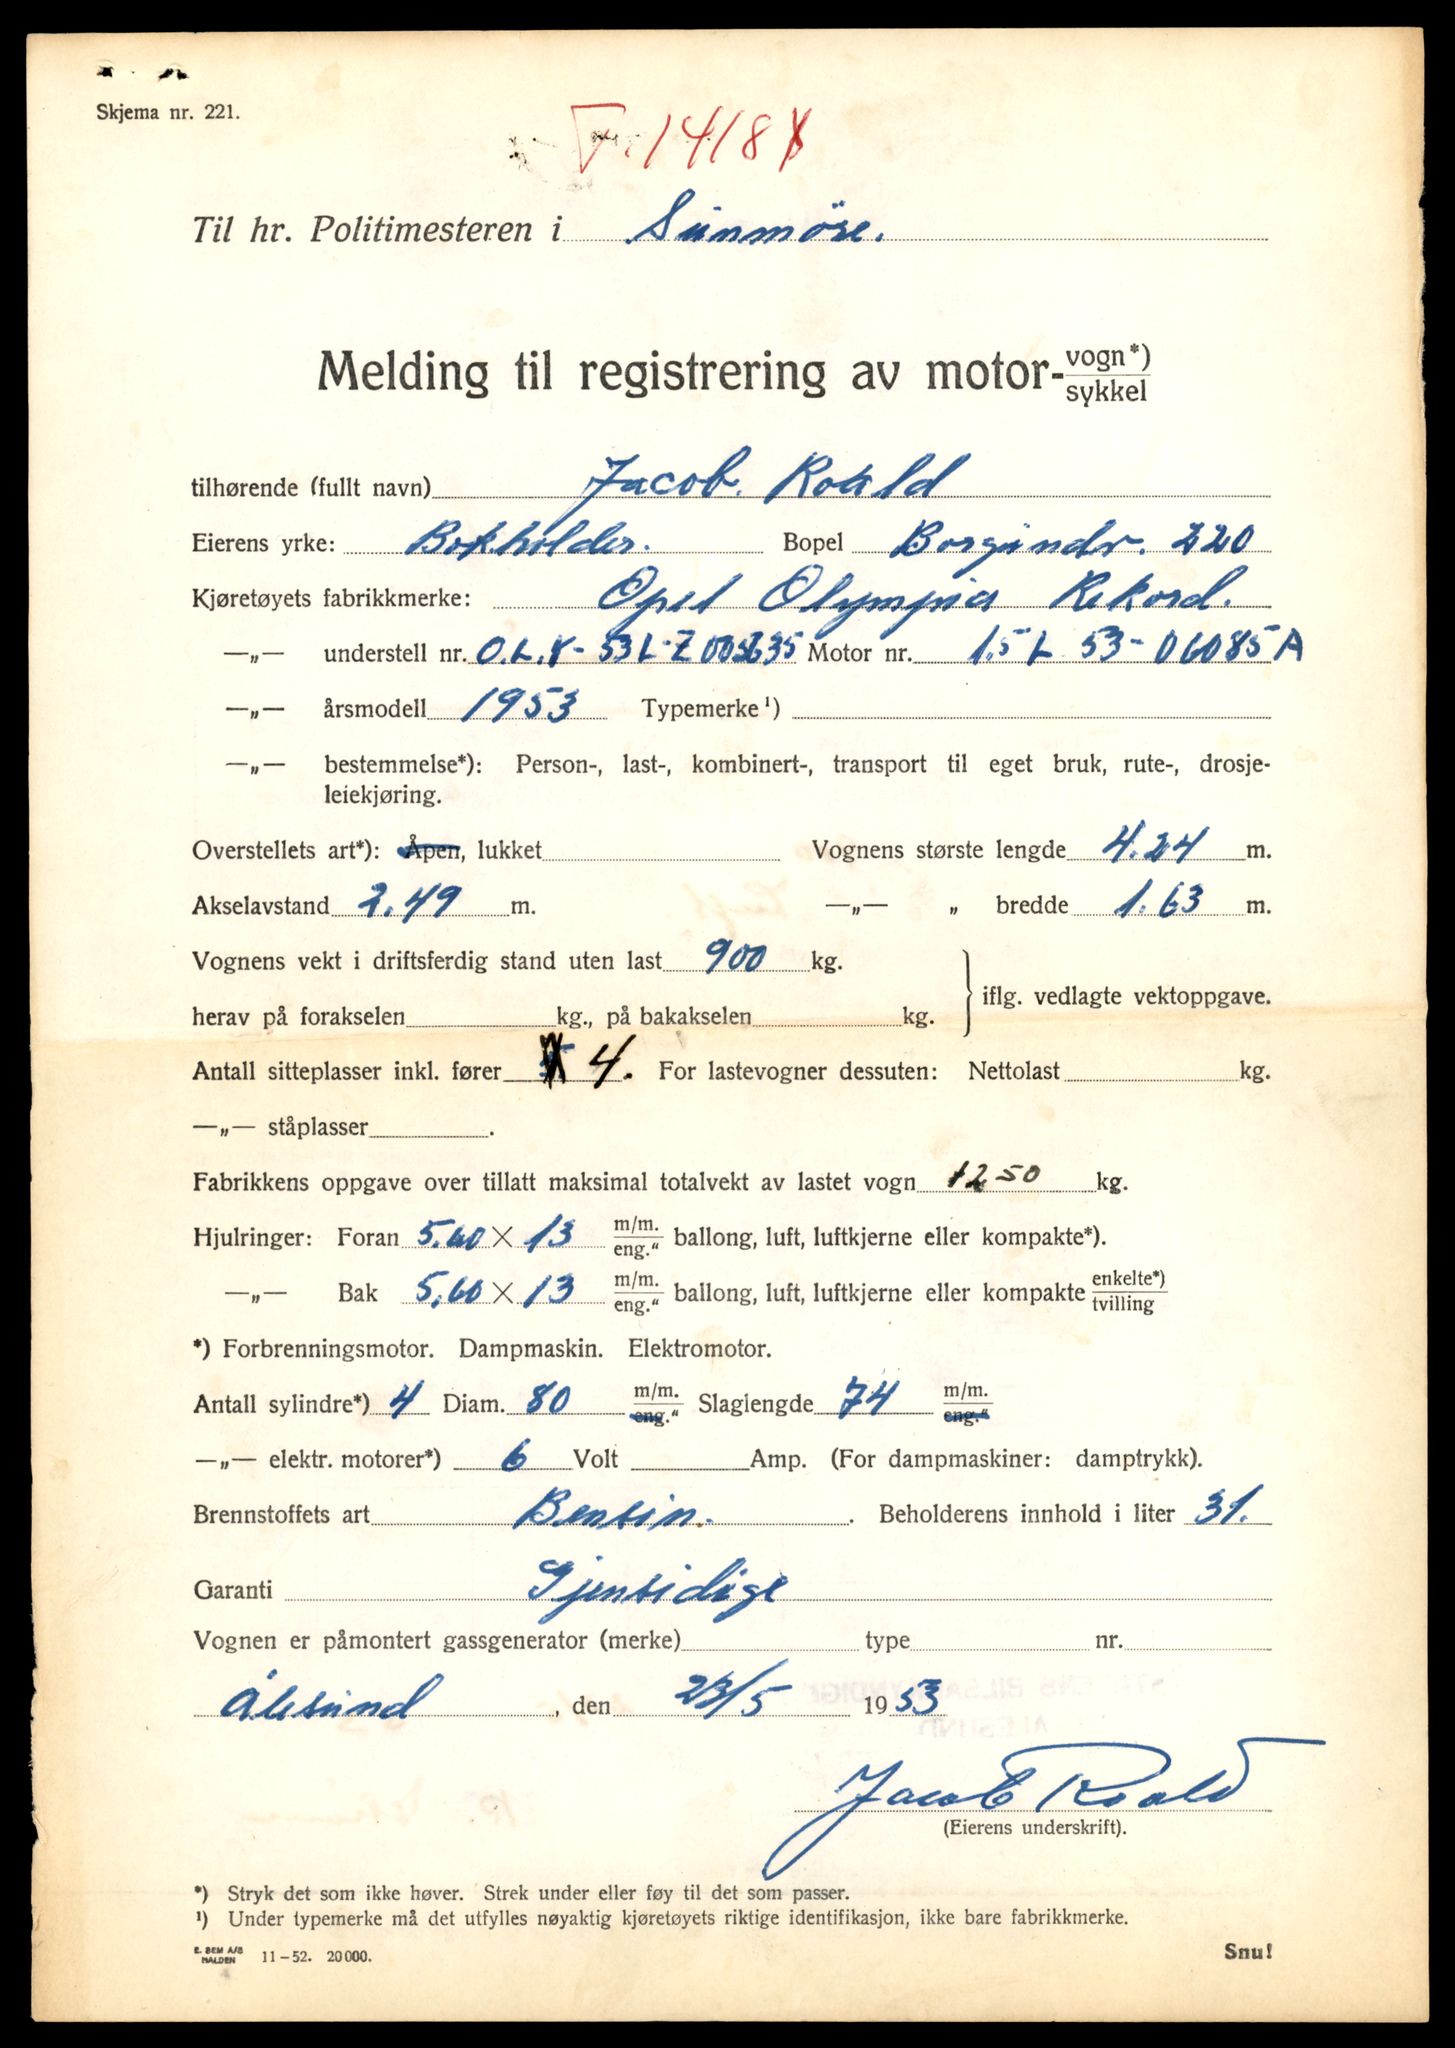 Skjema nr. 221.
Til hr. Politimesteren i Sunnmöre.
Melding til registrering av motor-vogn*)
sykkel
tilhørende (fullt navn) Jacob. Roald
Eierens yrke: Bokholder. Bopel Borgundv. 220
Kjøretøyets fabrikkmerke: Opel Olympia Rekord.
—„— understell nr. Motor nr. 1.5 L 53-06085A
—„— årsmodell 1953 Typemerke ¹)
—„— bestemmelse*): Person-, last-, kombinert-, transport til eget bruk, rute-, drosje-
leiekjøring.
Overstellets art*): Åpen, lukket Vognens største lengde 4.24 m.
Akselavstand 2.49 m. —„— „ bredde 1.63 m.
Vognens vekt i driftsferdig stand uten last 900 kg.
iflg. vedlagte vektoppgave.
herav på forakselen kg., på bakakselen kg.
Antall sitteplasser inkl. fører 4. For lastevogner dessuten: Nettolast kg.
—„— ståplasser .
Fabrikkens oppgave over tillatt maksimal totalvekt av lastet vogn 1250 kg.
Hjulringer: Foran 5.60 × 13 m/m. eng.“ ballong, luft, luftkjerne eller kompakte*).
—„— Bak 5.60 × 13 m/m. eng.“ ballong, luft, luftkjerne eller kompakte enkelte*) tvilling
*) Forbrenningsmotor. Dampmaskin. Elektromotor.
Antall sylindre*) 4 Diam. 80 m/m. eng.“ Slaglengde 74 m/m. eng.“
—„— elektr. motorer*) 6 Volt Amp. (For dampmaskiner: damptrykk).
Brennstoffets art Bensin. . Beholderens innhold i liter 31.
Garanti Gjensidige
Vognen er påmontert gassgenerator (merke) type nr.
Ålesund, den 23/5 1953
Jacob Roald
(Eierens underskrift).
*) Stryk det som ikke høver. Strek under eller føy til det som passer.
¹) Under typemerke må det utfylles nøyaktig kjøretøyets riktige identifikasjon, ikke bare fabrikkmerke.
E. SEM A/S
HALDEN 11-52. 20 000. Snu!